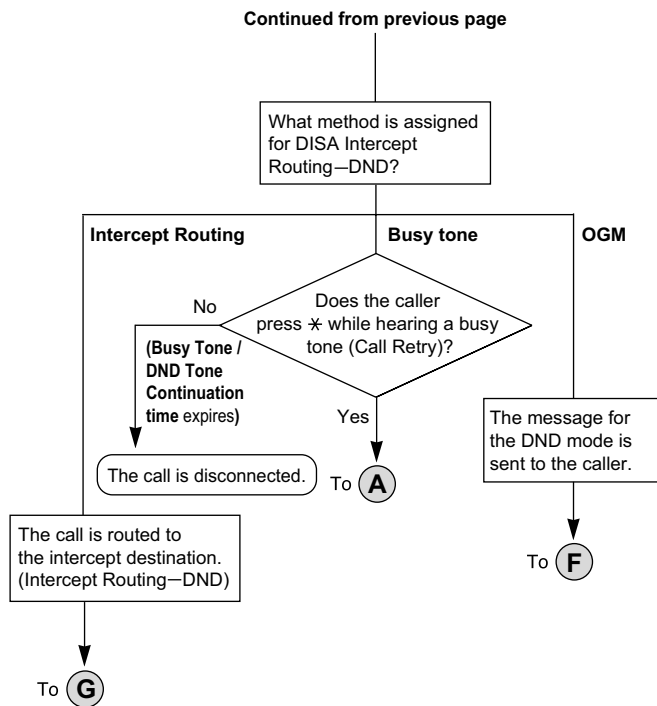 Continued from previous page
What method is assigned
for DISA Intercept
Routing—DND?
Intercept Routing
Busy tone
OGM
No
Does the caller
press ✳ while hearing a busy
tone (Call Retry)?
(Busy Tone /
DND Tone
Continuation
time expires)
Yes
The call is disconnected.
To A
The message for
the DND mode is
sent to the caller.
To F
The call is routed to
the intercept destination.
(Intercept Routing—DND)
To G